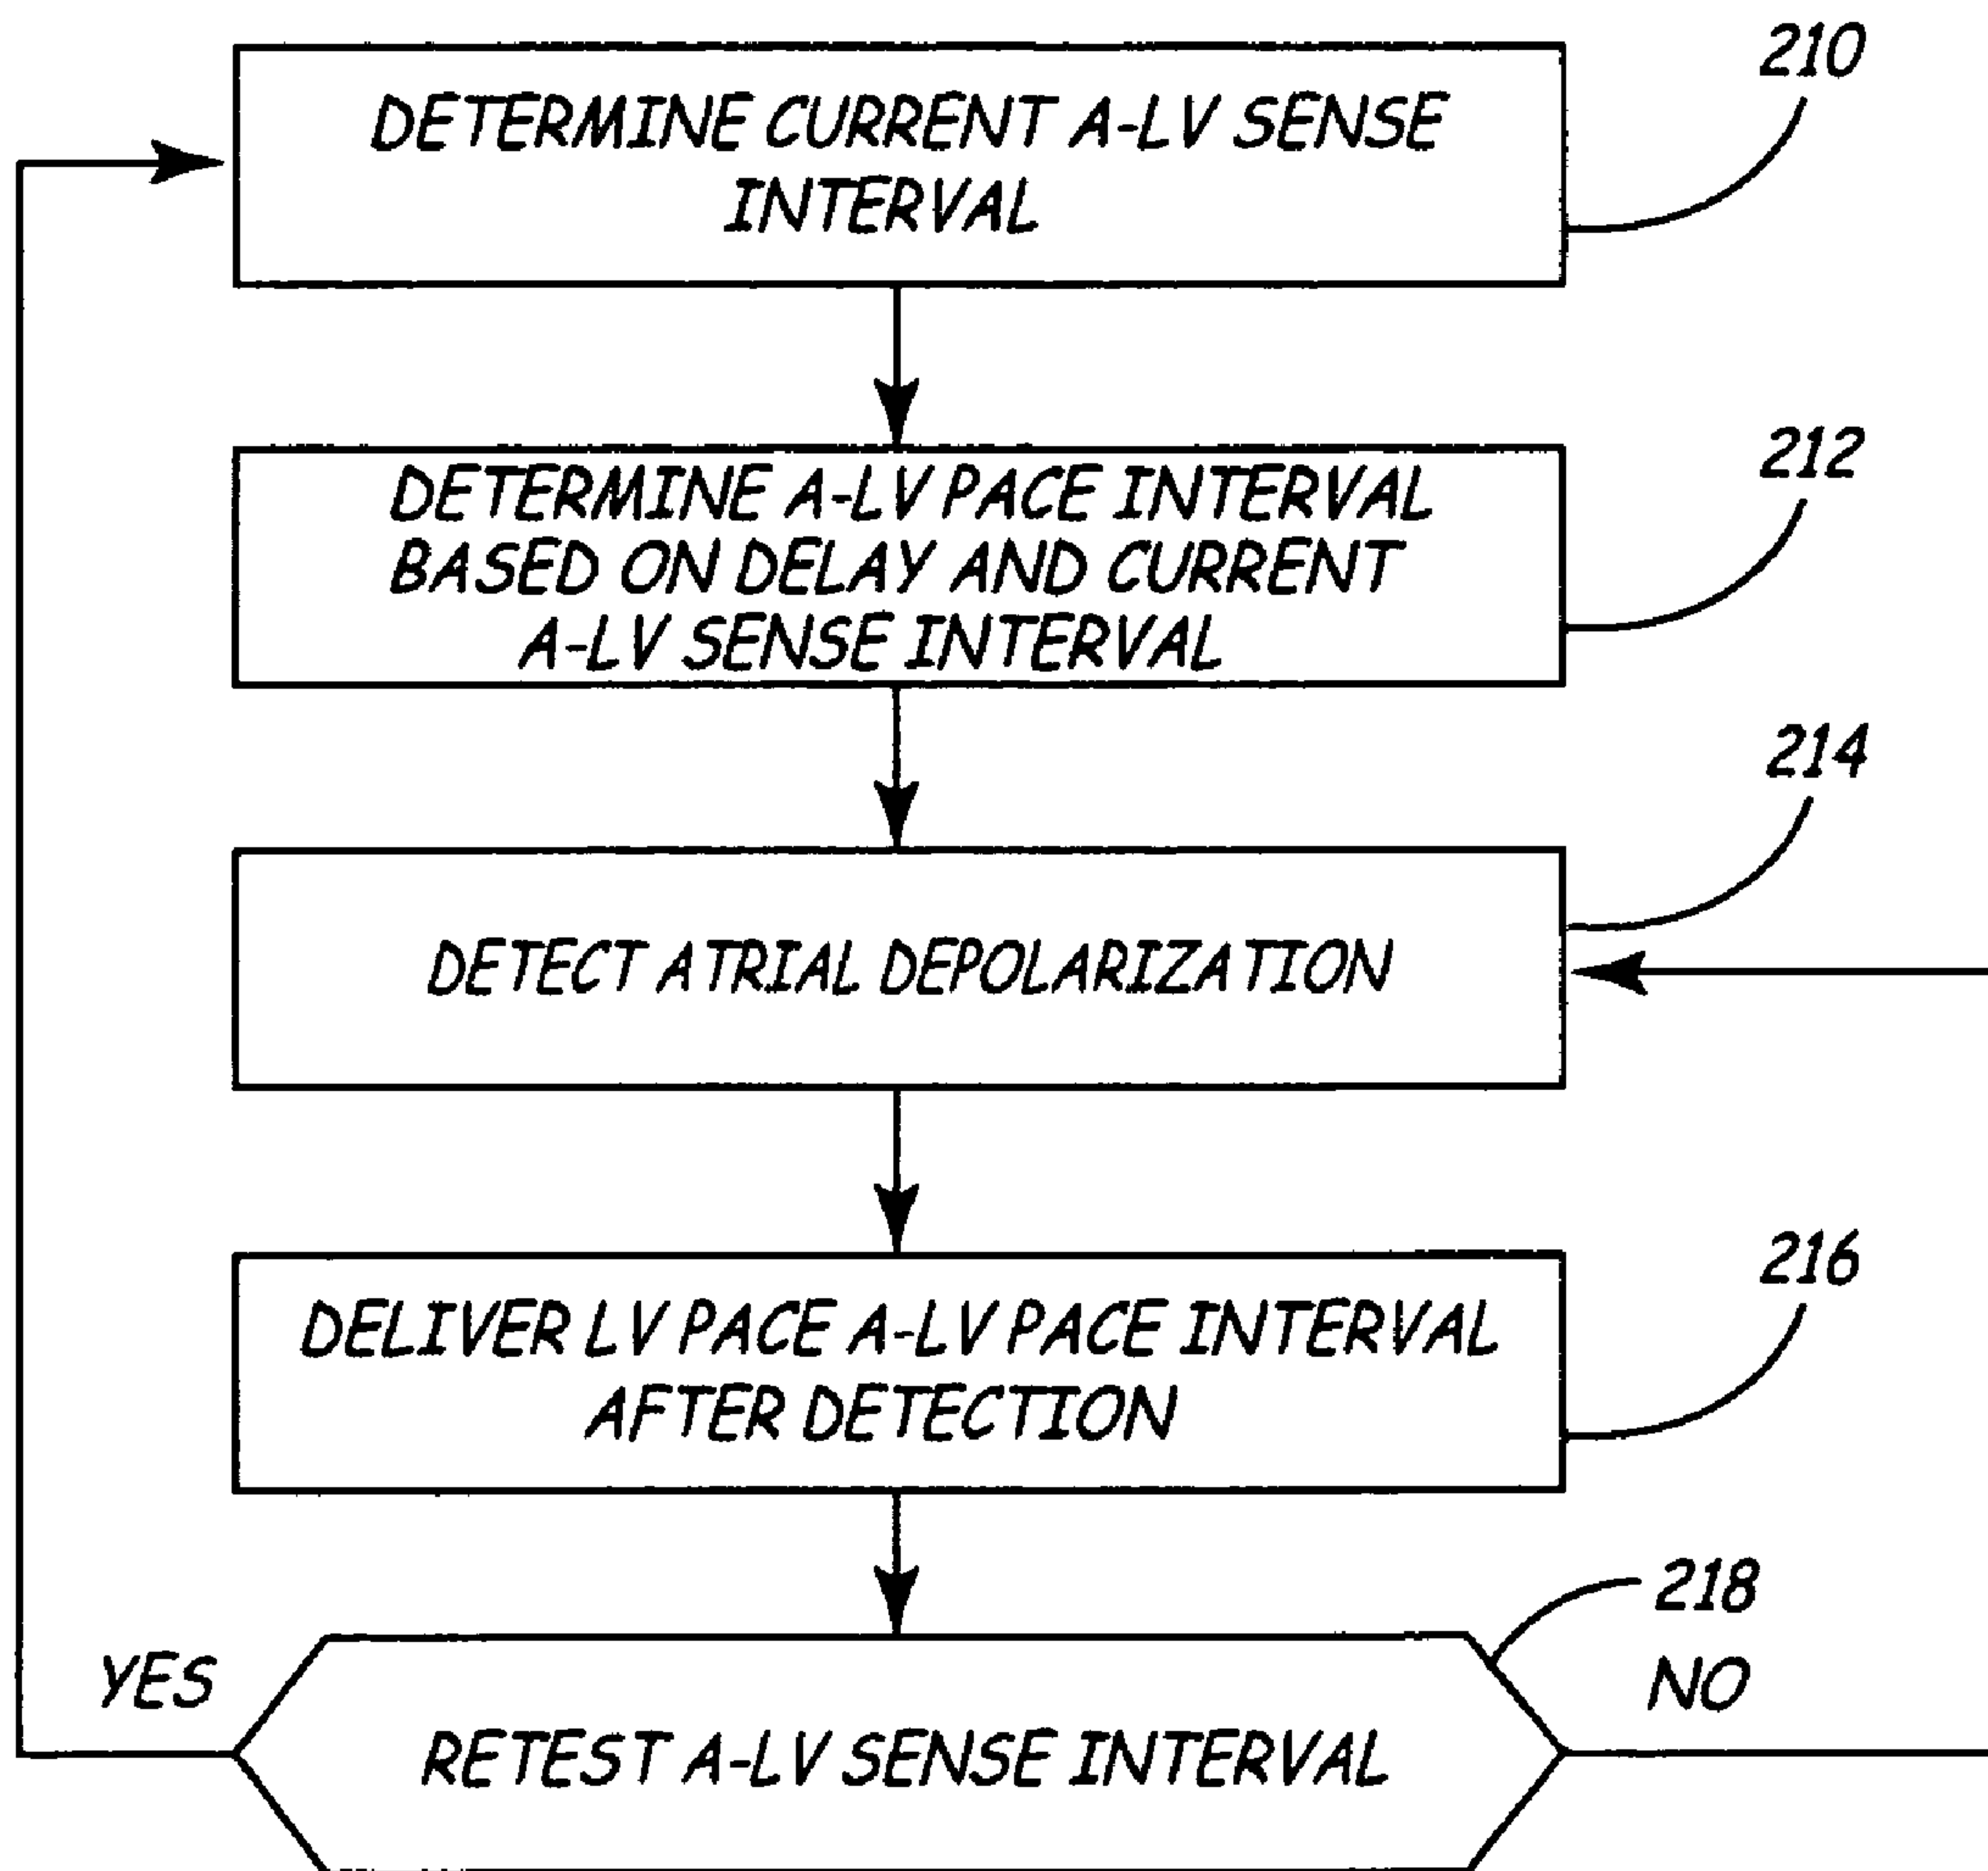 210
DETERMINE CURRENT A-LV SENSE
INTERVAL
212
DETERMINE A-LV PACE INTERVAL
BASED ON DELAY AND CURRENT
A-LV SENSE INTERVAL
214
DETECT ATRIAL DEPOLARIZATION
216
DELIVER LV PACE A-LV PACE INTERVAL
AFTER DETECTION
218
YES
NO
RETEST A-LV SENSE INTERVAL